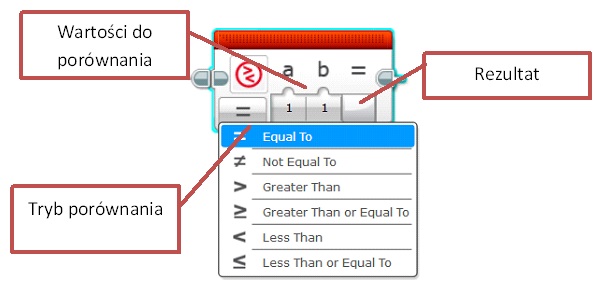 Wartości do
porównania
a b =
Rezultat
= 1 1
= Equal To
≠ Not Equal To
> Greater Than
Tryb porównania
≥ Greater Than or Equal To
< Less Than
≤ Less Than or Equal To